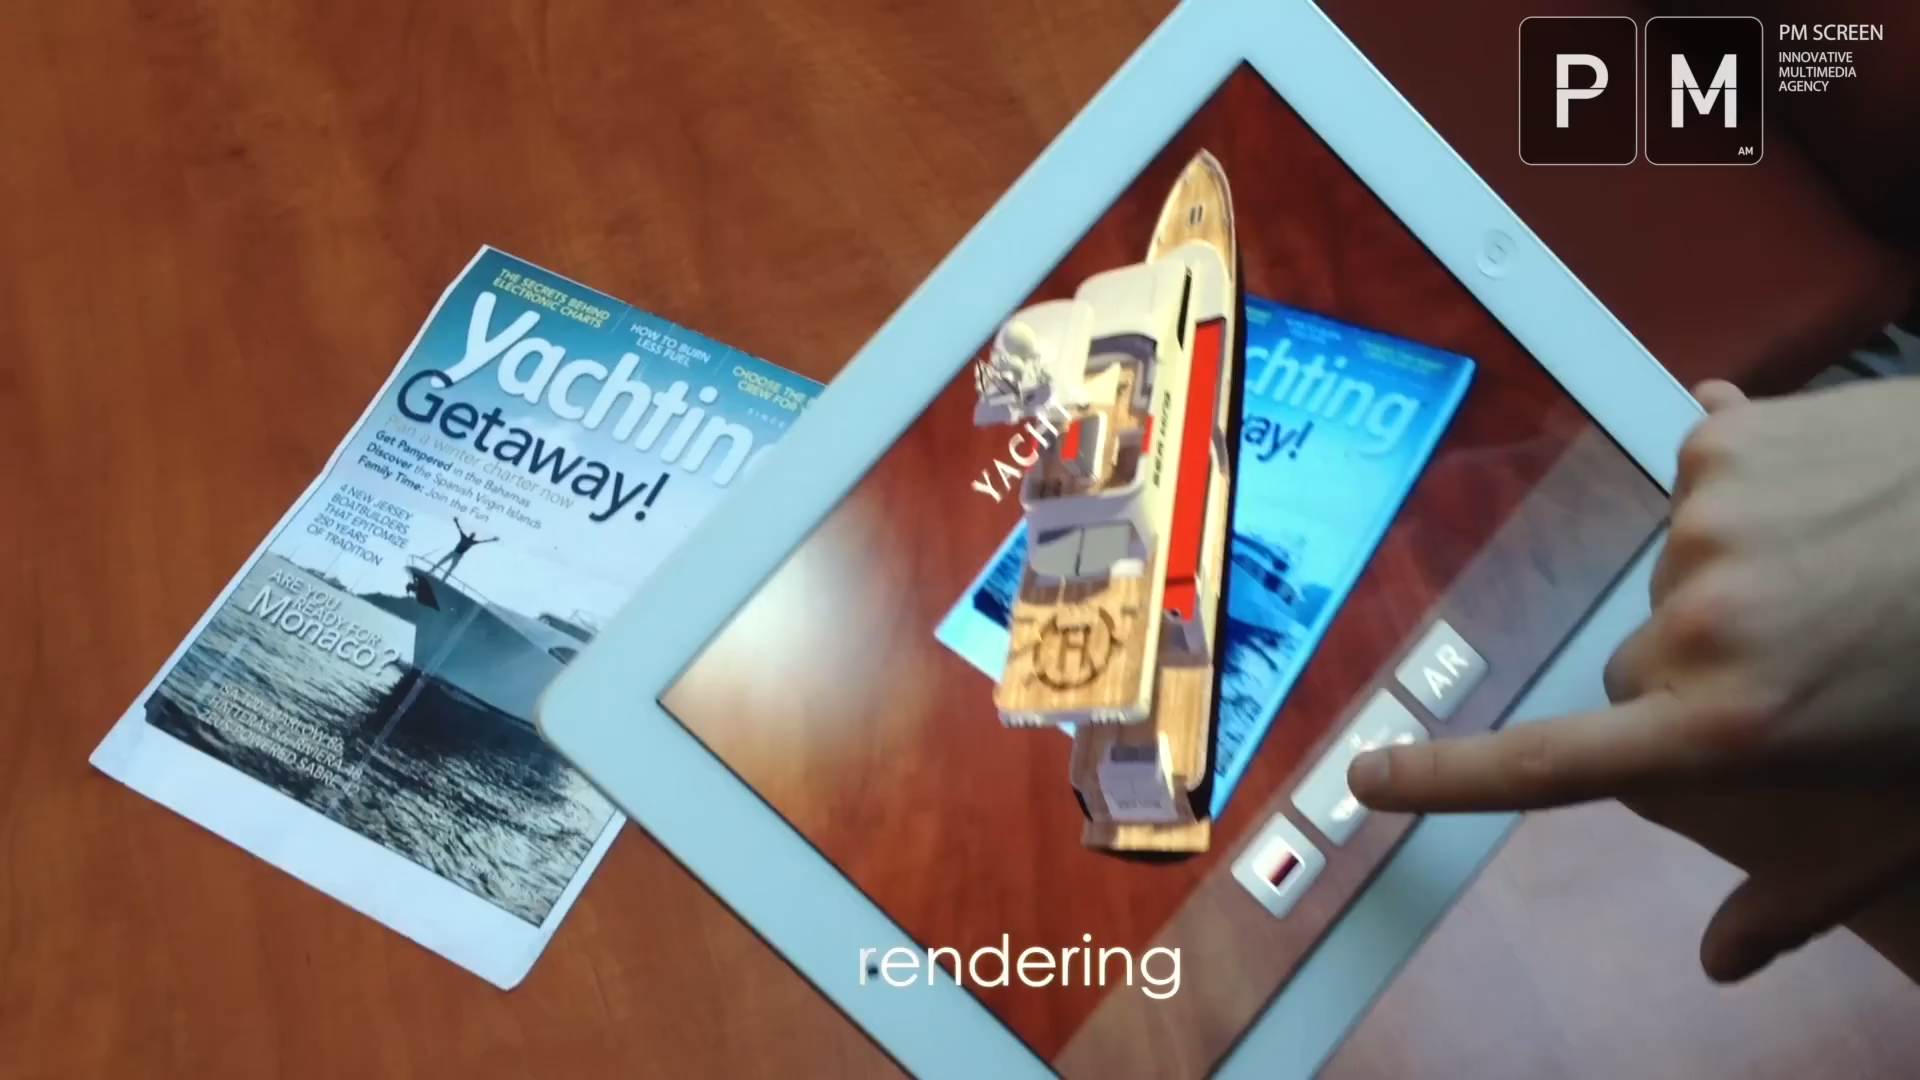 P M
AM
PM SCREEN
INNOVATIVE
MULTIMEDIA
AGENCY
THE SECRETS BEHIND
ELECTRONIC CHARTS
HOW TO BURN
LESS FUEL
CHOOSE THE
CREW FOR
SINCE
Yachting
Getaway!
Plan a winter charter now
Get Pampered in the Bahamas
Discover the Spanish Virgin Islands
Family Time: Join the Fun
4 NEW JERSEY
BOATBUILDERS
THAT EPITOMIZE
250 YEARS
OF TRADITION
ARE YOU
READY FOR
Monaco?
YACHT
chting
ay!
H
AR
rendering